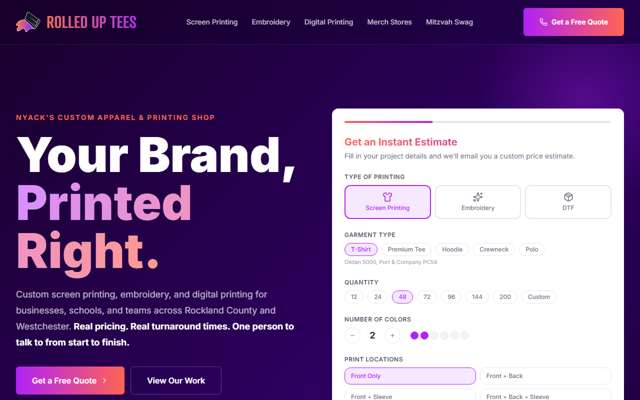 ROLLED UP TEES
Screen Printing
Embroidery
Digital Printing
Merch Stores
Mitzvah Swag
Get a Free Quote
NYACK'S CUSTOM APPAREL & PRINTING SHOP
Your Brand,
Printed
Right.
Custom screen printing, embroidery, and digital printing for
businesses, schools, and teams across Rockland County and
Westchester. Real pricing. Real turnaround times. One person to
talk to from start to finish.
Get a Free Quote
View Our Work
Get an Instant Estimate
Fill in your project details and we'll email you a custom price estimate.
TYPE OF PRINTING
Screen Printing
Embroidery
DTF
GARMENT TYPE
T-Shirt
Premium Tee
Hoodie
Crewneck
Polo
Gildan 5000, Port & Company PC54
QUANTITY
12
24
48
72
96
144
200
Custom
NUMBER OF COLORS
−
2
+
PRINT LOCATIONS
Front Only
Front + Back
Front + Sleeve
Front + Back + Sleeve